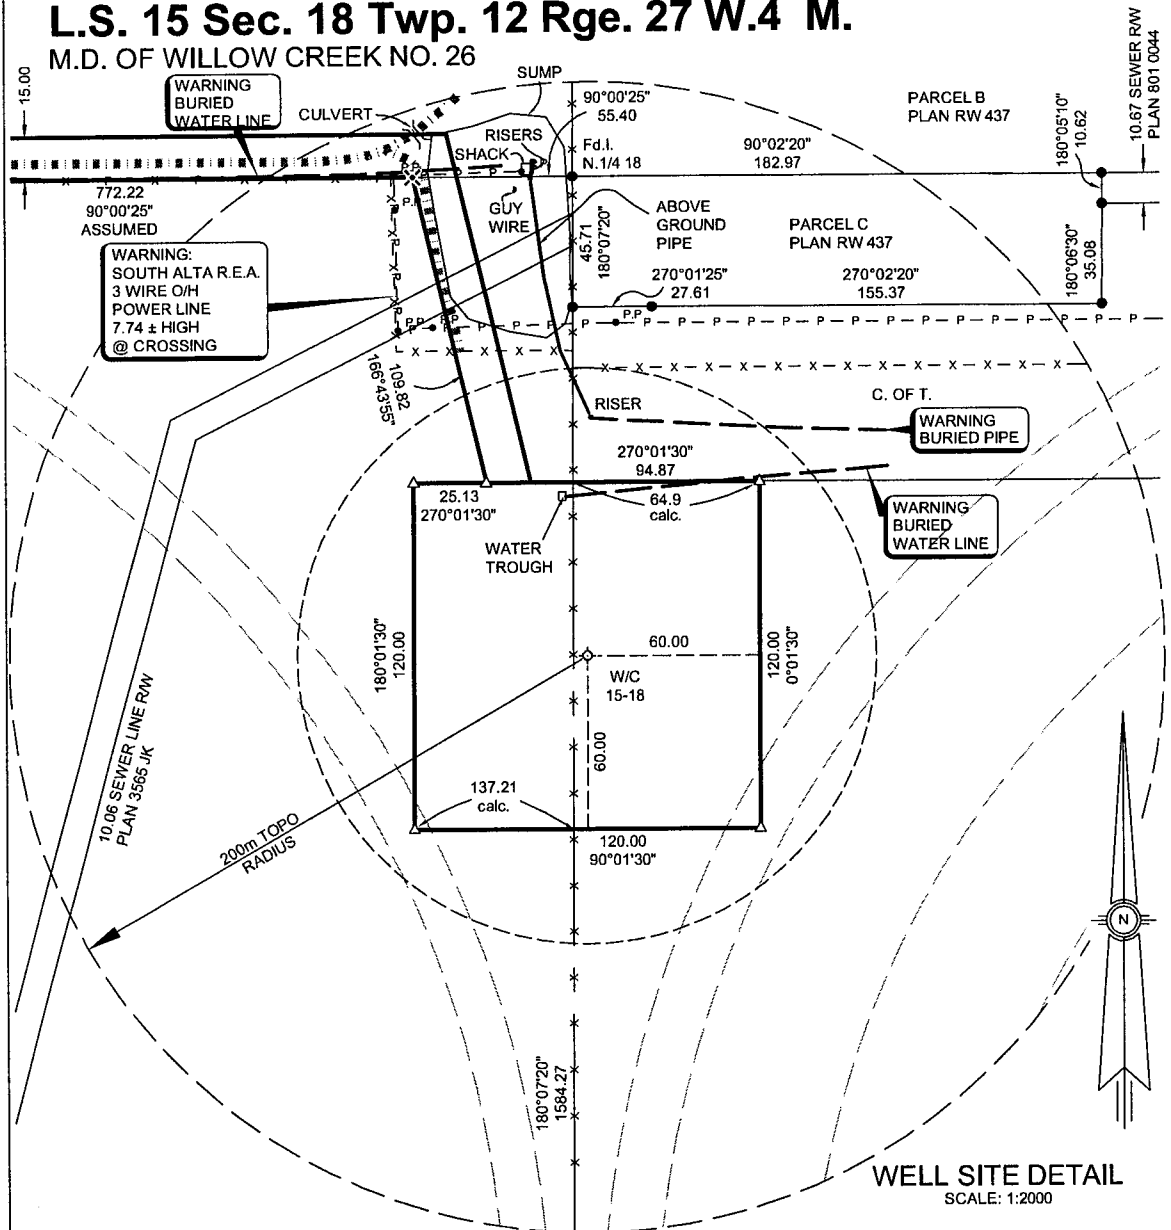 L.S. 15 Sec. 18 Twp. 12 Rge. 27 W.4 M.
M.D. OF WILLOW CREEK NO. 26
15.00
WARNING
BURIED
WATER LINE
CULVERT
SUMP
RISERS
SHACK
90°00'25"
55.40
Fd.I.
N.1/4 18
90°02'20"
182.97
PARCEL B
PLAN RW 437
180°05'10"
10.62
10.67 SEWER R/W
PLAN 801 0044
772.22
90°00'25"
ASSUMED
P.P.
GUY
WIRE
45.71
180°07'20"
ABOVE
GROUND
PIPE
PARCEL C
PLAN RW 437
180°06'30"
35.08
WARNING:
SOUTH ALTA R.E.A.
3 WIRE O/H
POWER LINE
7.74 ± HIGH
@ CROSSING
270°01'25"
27.61
270°02'20"
155.37
P.P.
P.P.
P.P
109.82
166°43'55"
RISER
C. OF T.
WARNING
BURIED PIPE
270°01'30"
94.87
25.13
270°01'30"
64.9
calc.
WARNING
BURIED
WATER LINE
WATER
TROUGH
180°01'30"
120.00
60.00
120.00
0°01'30"
W/C
15-18
60.00
10.06 SEWER LINE R/W
PLAN 3565 JK
137.21
calc.
200m TOPO
RADIUS
120.00
90°01'30"
N
180°07'20"
1584.27
WELL SITE DETAIL
SCALE: 1:2000